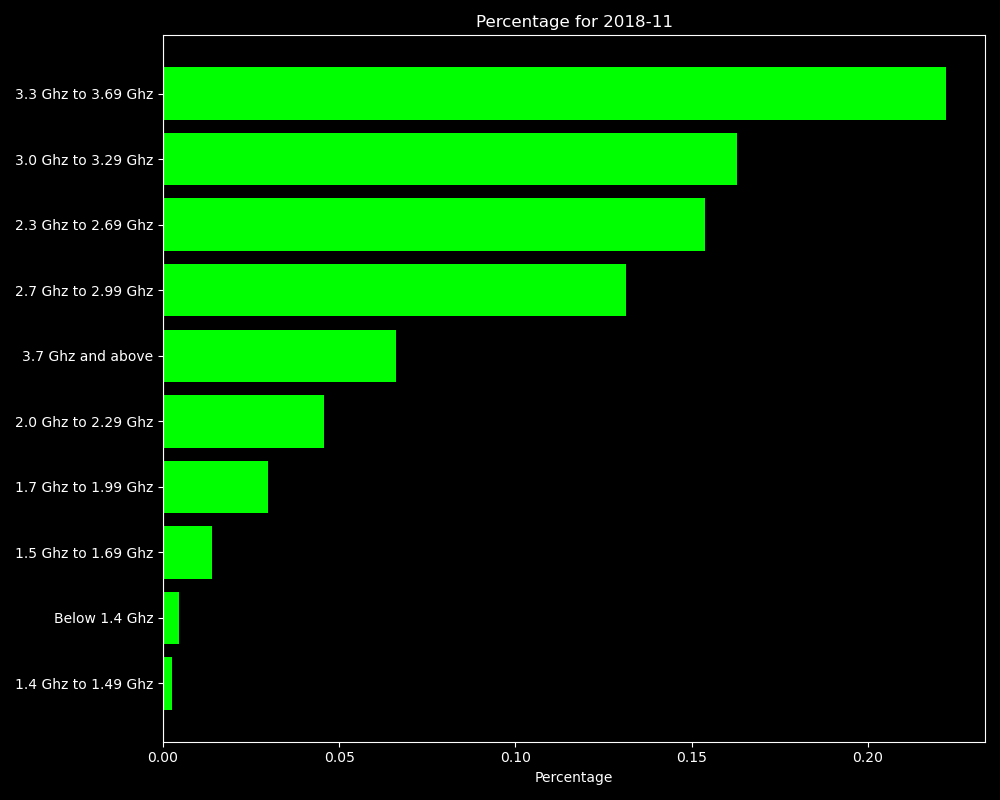 Percentage for 2018-11
3.3 Ghz to 3.69 Ghz
3.0 Ghz to 3.29 Ghz
2.3 Ghz to 2.69 Ghz
2.7 Ghz to 2.99 Ghz
3.7 Ghz and above
2.0 Ghz to 2.29 Ghz
1.7 Ghz to 1.99 Ghz
1.5 Ghz to 1.69 Ghz
Below 1.4 Ghz
1.4 Ghz to 1.49 Ghz
0.00 0.05 0.10 0.15 0.20
Percentage